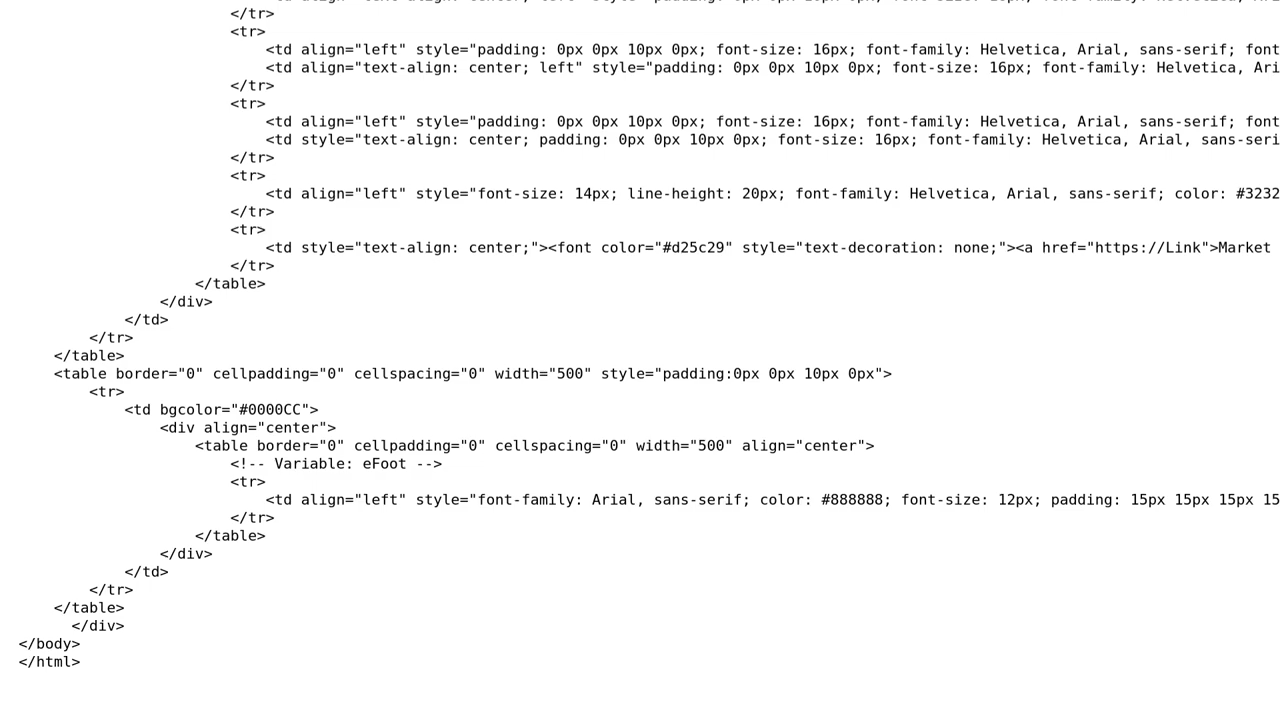 </tr>
<tr>
<td align="left" style="padding: 0px 0px 10px 0px; font-size: 16px; font-family: Helvetica, Arial, sans-serif; font
<td align="text-align: center; left" style="padding: 0px 0px 10px 0px; font-size: 16px; font-family: Helvetica, Ari
</tr>
<tr>
<td align="left" style="padding: 0px 0px 10px 0px; font-size: 16px; font-family: Helvetica, Arial, sans-serif; font
<td style="text-align: center; padding: 0px 0px 10px 0px; font-size: 16px; font-family: Helvetica, Arial, sans-seri
</tr>
<tr>
<td align="left" style="font-size: 14px; line-height: 20px; font-family: Helvetica, Arial, sans-serif; color: #3232
</tr>
<tr>
<td style="text-align: center;"><font color="#d25c29" style="text-decoration: none;"><a href="https://Link">Market
</tr>
</table>
</div>
</td>
</tr>
</table>
<table border="0" cellpadding="0" cellspacing="0" width="500" style="padding:0px 0px 10px 0px">
<tr>
<td bgcolor="#0000CC">
<div align="center">
<table border="0" cellpadding="0" cellspacing="0" width="500" align="center">
<!-- Variable: eFoot -->
<tr>
<td align="left" style="font-family: Arial, sans-serif; color: #888888; font-size: 12px; padding: 15px 15px 15px 15
</tr>
</table>
</div>
</td>
</tr>
</table>
</div>
</body>
</html>